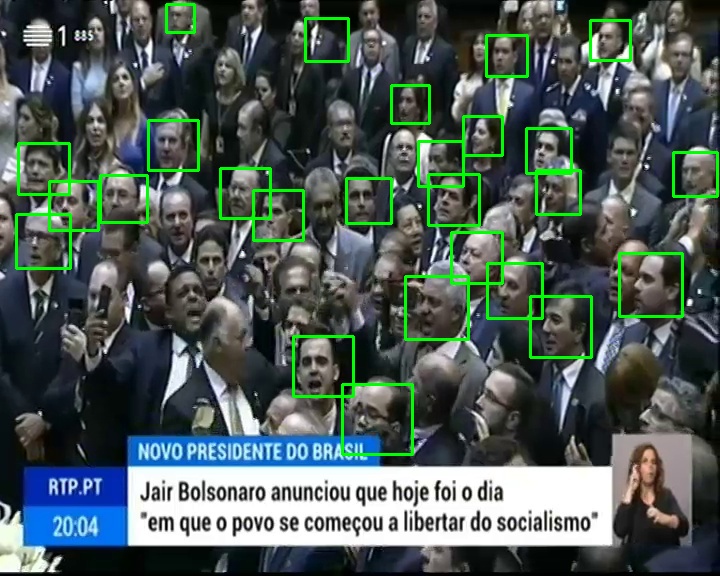 1 885
NOVO PRESIDENTE DO BRASIL
RTP.PT
Jair Bolsonaro anunciou que hoje foi o dia
20:04
"em que o povo se começou a libertar do socialismo"